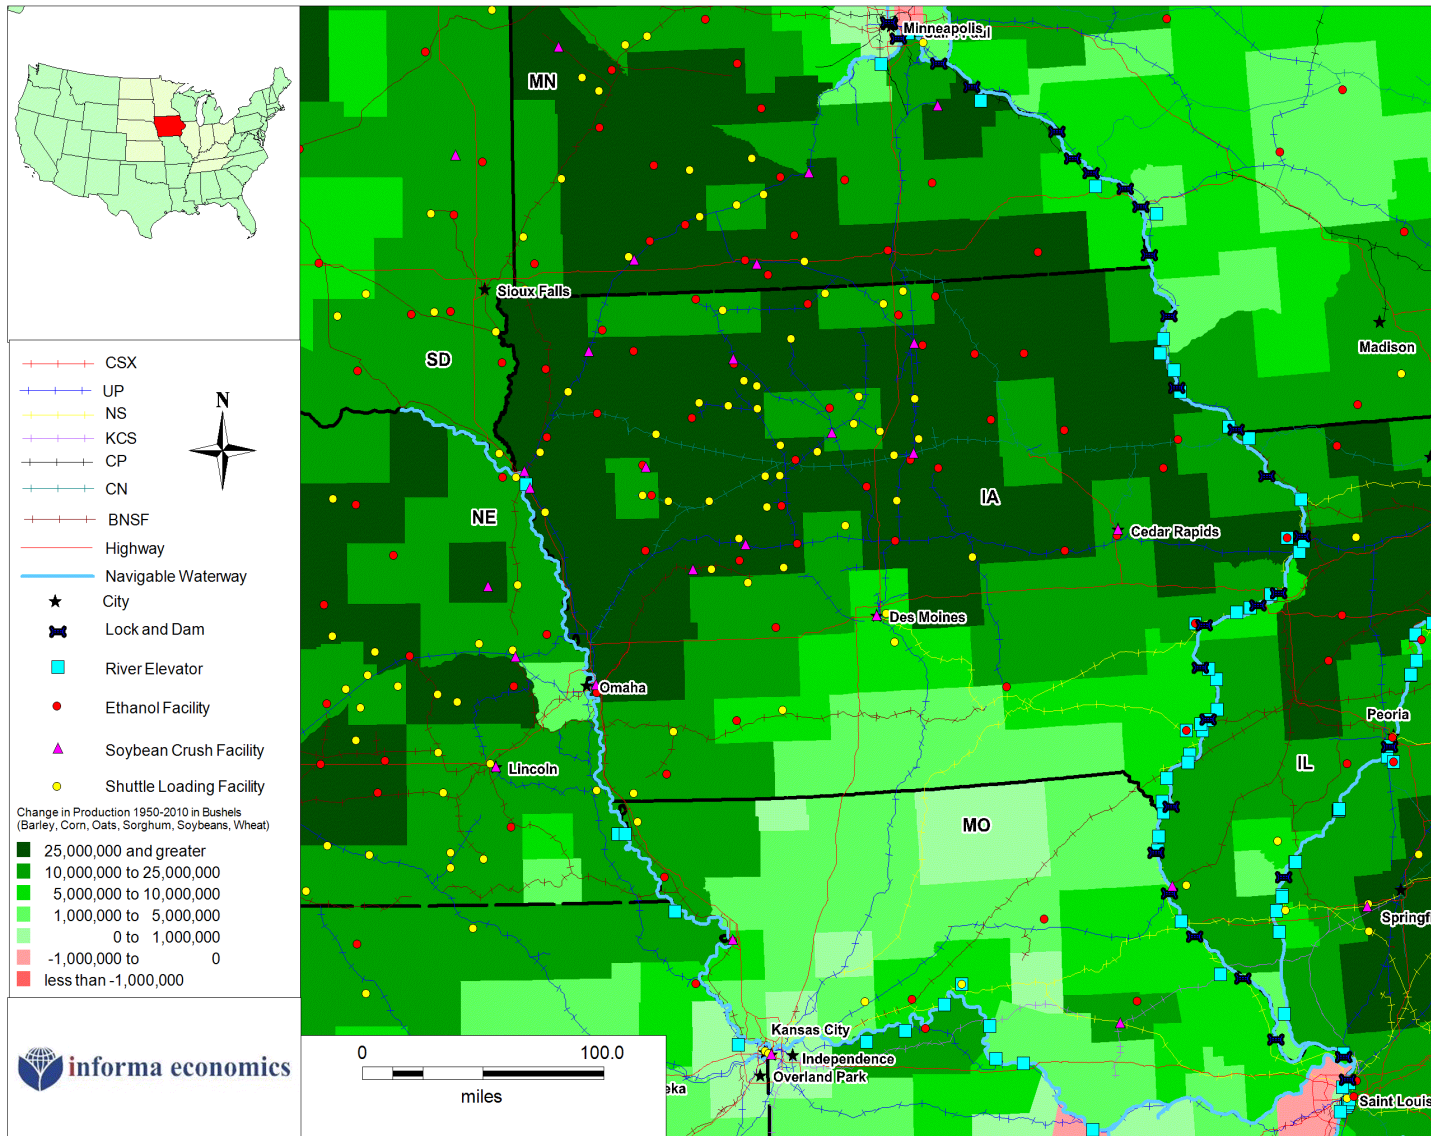 Minneapolis
MN
Sioux Falls
SD
Madison
NE
IA
Cedar Rapids
Des Moines
Omaha
Lincoln
Peoria
IL
MO
Springf
Kansas City
Independence
Overland Park
eka
Saint Louis
CSX
UP
NS
KCS
CP
CN
BNSF
Highway
Navigable Waterway
City
Lock and Dam
River Elevator
Ethanol Facility
Soybean Crush Facility
Shuttle Loading Facility
N
Change in Production 1950-2010 in Bushels
(Barley, Corn, Oats, Sorghum, Soybeans, Wheat)
25,000,000 and greater
10,000,000 to 25,000,000
5,000,000 to 10,000,000
1,000,000 to 5,000,000
0 to 1,000,000
-1,000,000 to 0
less than -1,000,000
informa economics
0 100.0
miles